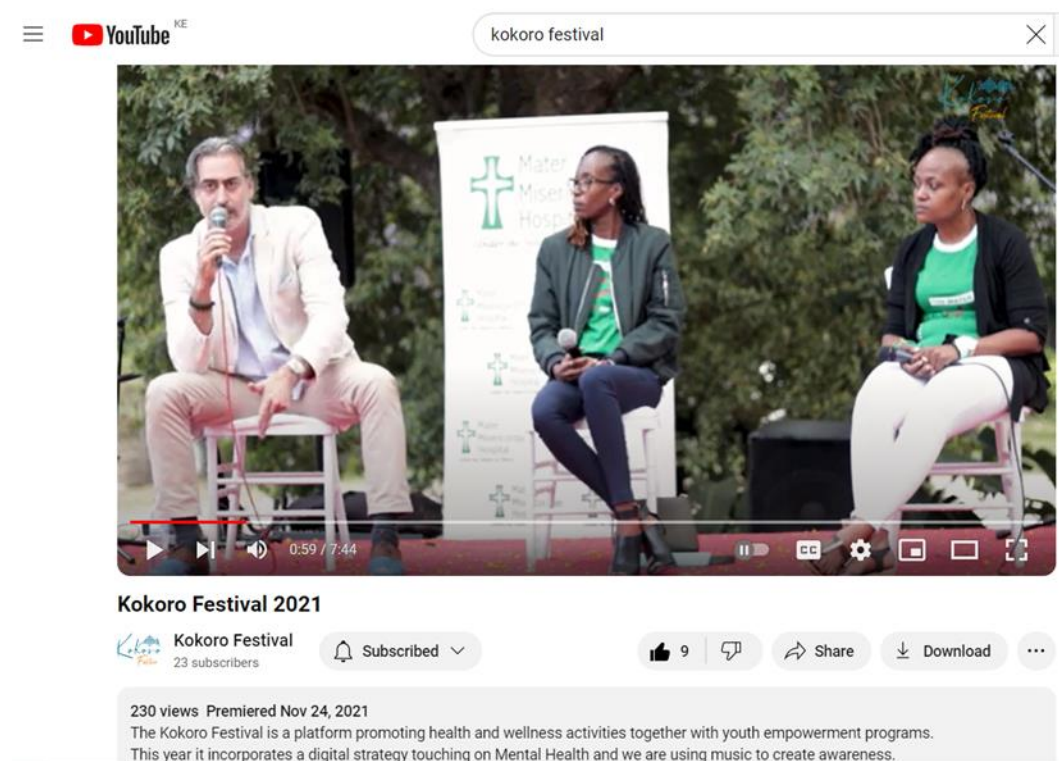 YouTube KE
kokoro festival
Kokoro
Festival
Mater
Hospital
0:59 / 7:44
CC
Kokoro Festival 2021
Kokoro Festival
23 subscribers
Subscribed
9
Share
Download
230 views Premiered Nov 24, 2021
The Kokoro Festival is a platform promoting health and wellness activities together with youth empowerment programs.
This year it incorporates a digital strategy touching on Mental Health and we are using music to create awareness.